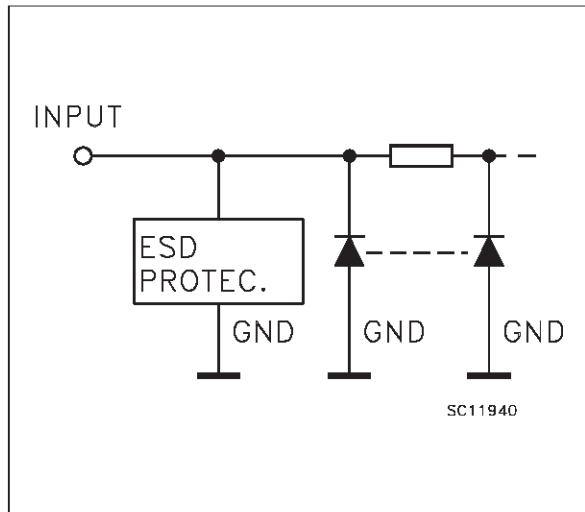 INPUT
ESD
PROTEC.
GND
GND
GND
SC11940